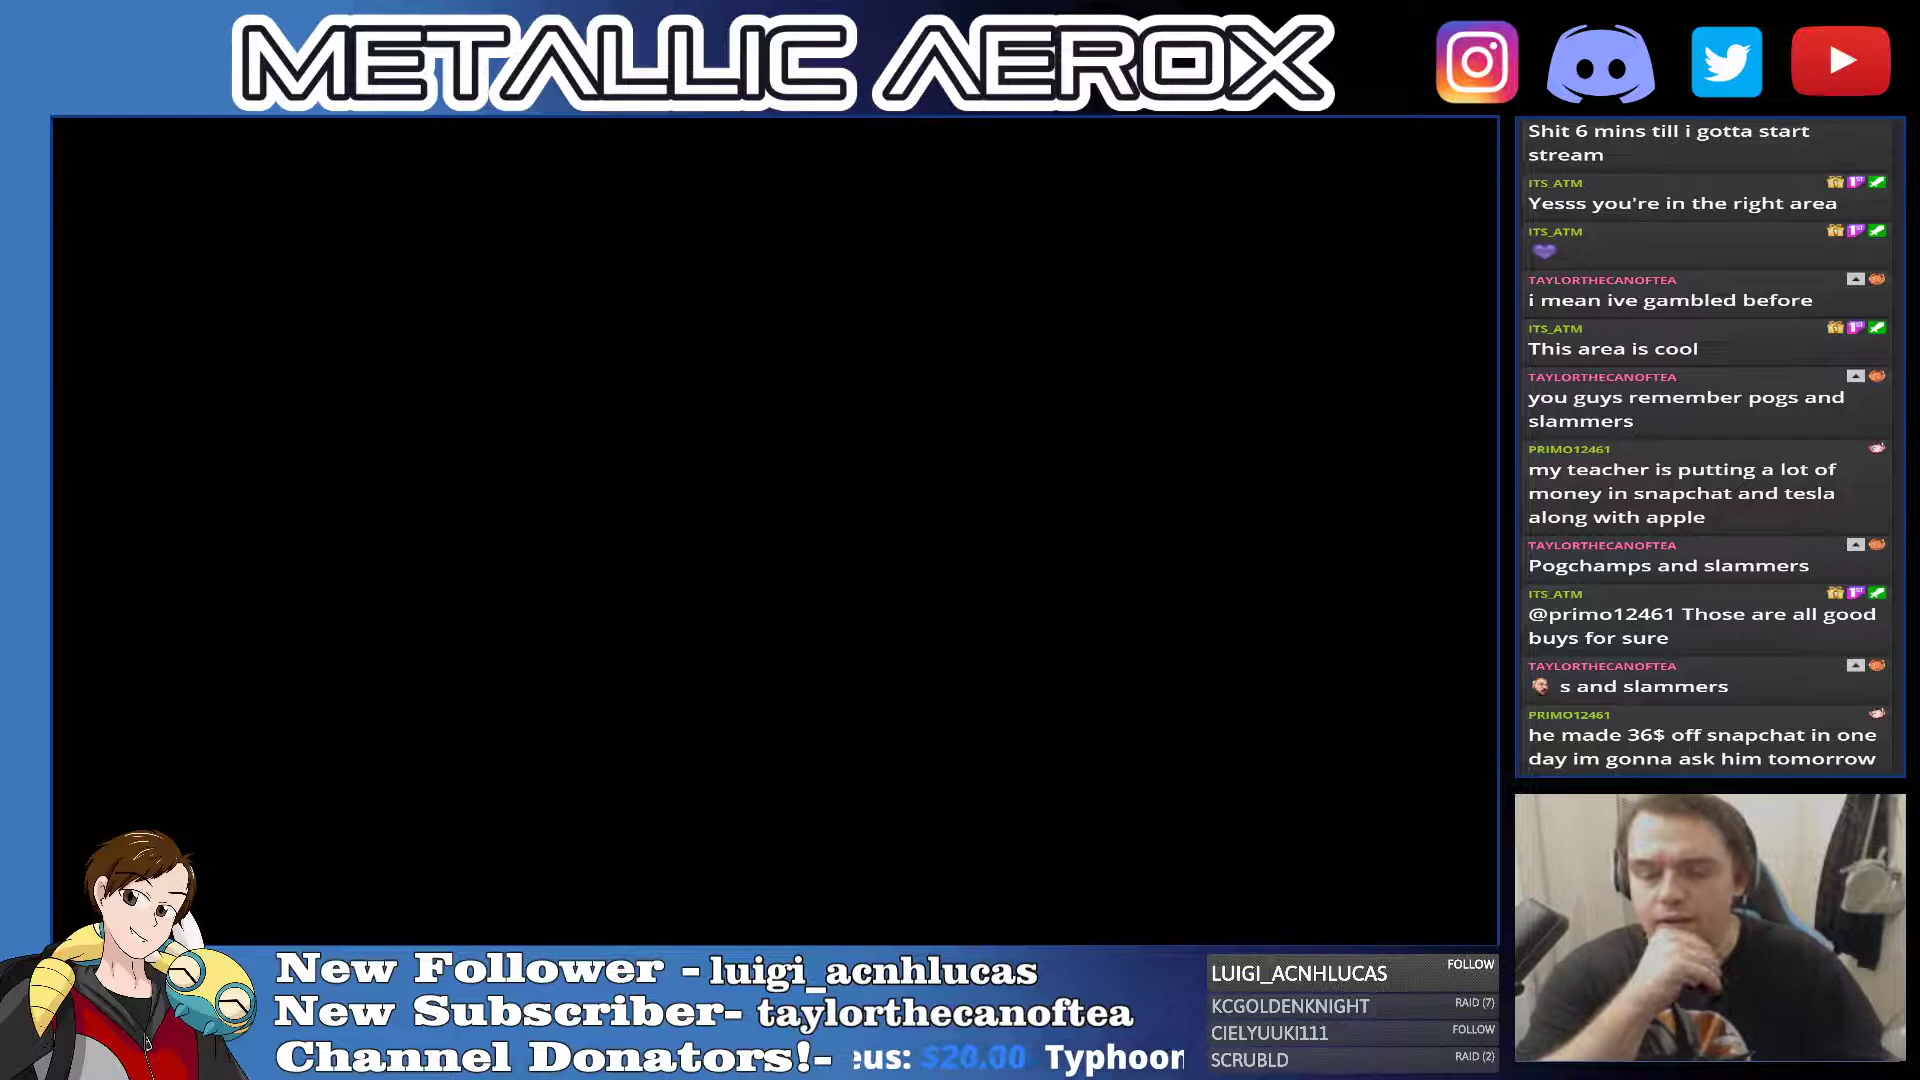 METALLIC AEROX
Shit 6 mins till i gotta start
stream
ITS_ATM
Yesss you're in the right area
ITS_ATM
TAYLORTHECANOFTEA
i mean ive gambled before
ITS_ATM
This area is cool
TAYLORTHECANOFTEA
you guys remember pogs and
slammers
PRIMO12461
my teacher is putting a lot of
money in snapchat and tesla
along with apple
TAYLORTHECANOFTEA
Pogchamps and slammers
ITS_ATM
@primo12461 Those are all good
buys for sure
TAYLORTHECANOFTEA
s and slammers
PRIMO12461
he made 36$ off snapchat in one
day im gonna ask him tomorrow
New Follower - luigi_acnhlucas
New Subscriber- taylorthecanoftea
Channel Donators!- eus: $20.00 Typhoon
LUIGI_ACNHLUCAS FOLLOW
KCGOLDENKNIGHT RAID (7)
CIELYUUKI111 FOLLOW
SCRUBLD RAID (2)